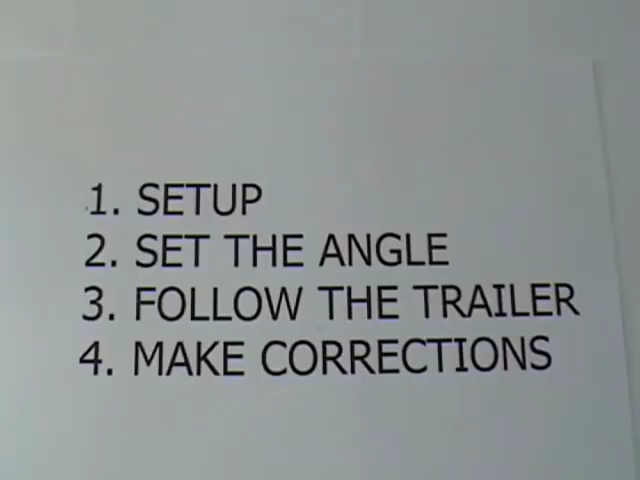 1. SETUP
2. SET THE ANGLE
3. FOLLOW THE TRAILER
4. MAKE CORRECTIONS